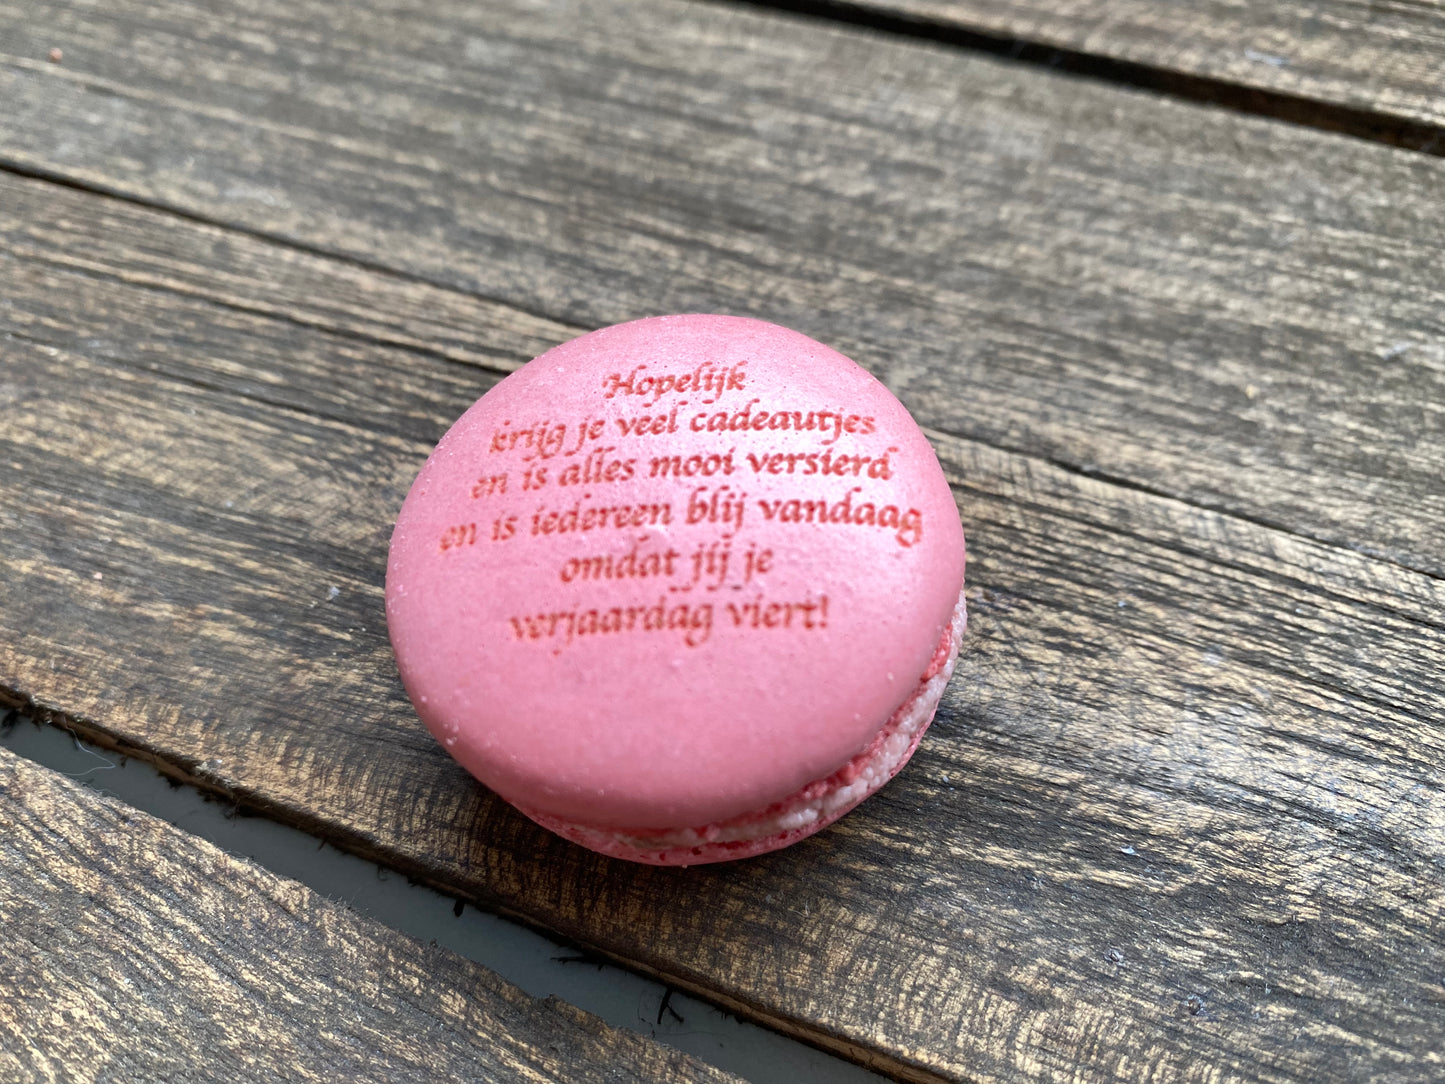 Hopelijk
krijg je veel cadeautjes
en is alles mooi versierd
en is iedereen blij vandaag
omdat jij je
verjaardag viert!